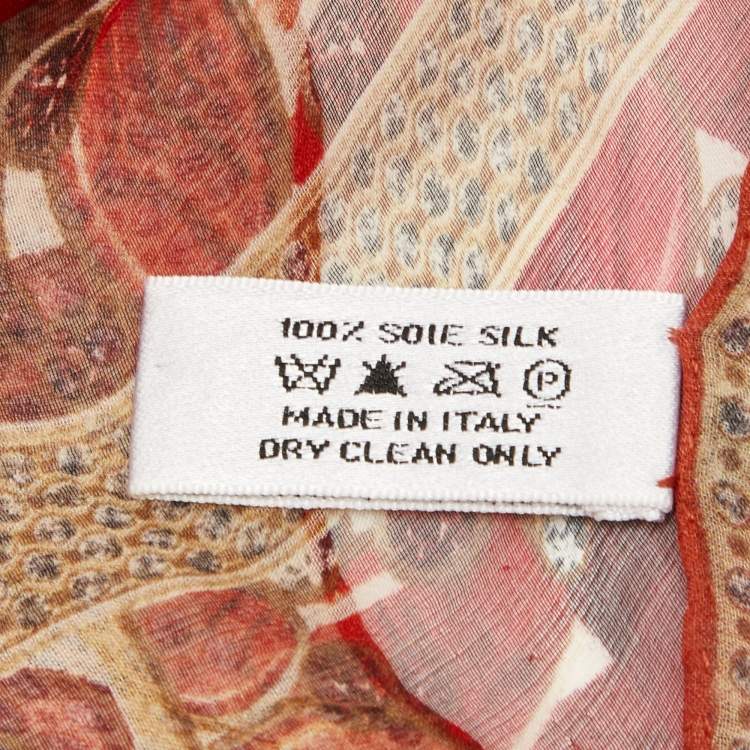 100% SOIE SILK
P
MADE IN ITALY
DRY CLEAN ONLY